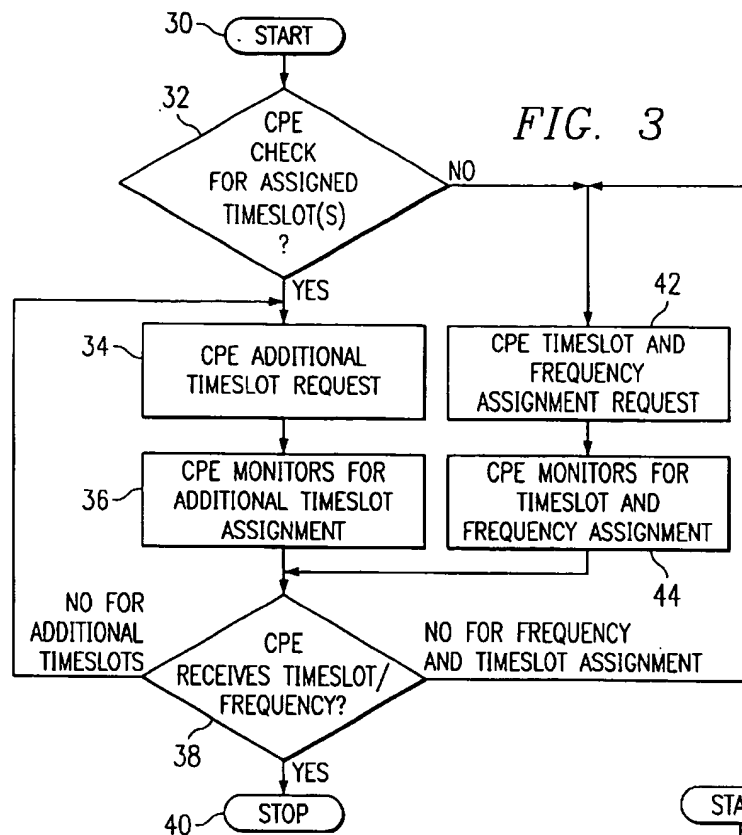 30
START
FIG. 3
32
CPE
CHECK
FOR ASSIGNED
TIMESLOT(S)
?
NO
YES
34
CPE ADDITIONAL
TIMESLOT REQUEST
42
CPE TIMESLOT AND
FREQUENCY
ASSIGNMENT REQUEST
36
CPE MONITORS FOR
ADDITIONAL TIMESLOT
ASSIGNMENT
CPE MONITORS FOR
TIMESLOT AND
FREQUENCY ASSIGNMENT
44
NO FOR
ADDITIONAL
TIMESLOTS
CPE
RECEIVES TIMESLOT/
FREQUENCY?
NO FOR FREQUENCY
AND TIMESLOT ASSIGNMENT
38
YES
40
STOP
STA